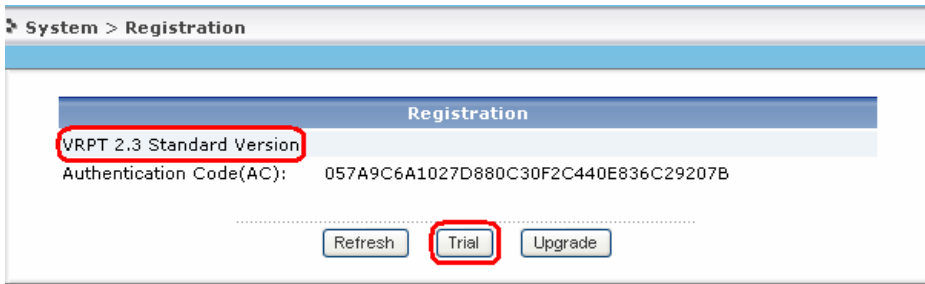 System > Registration
Registration
VRPT 2.3 Standard Version
Authentication Code(AC): 057A9C6A1027D880C30F2C440E836C29207B
Refresh Trial Upgrade